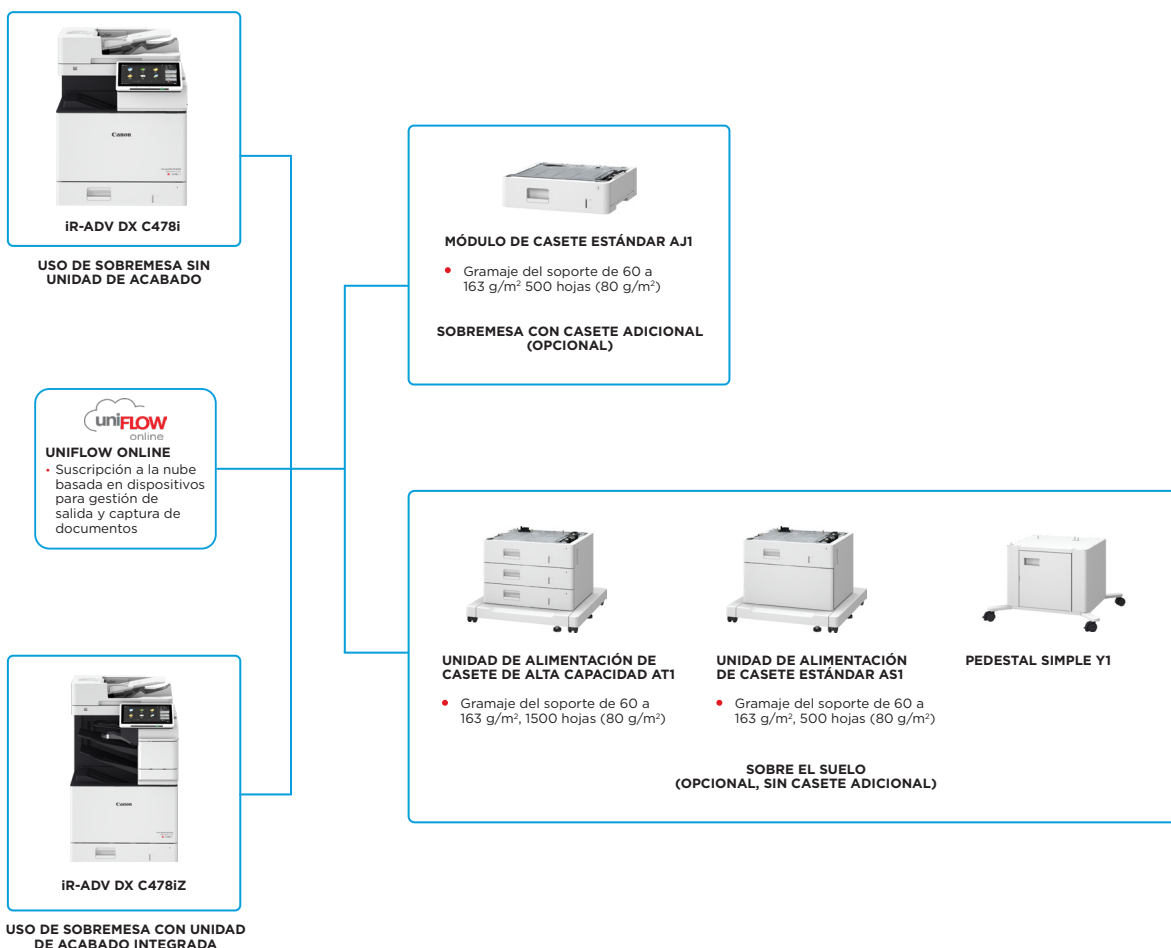 Canon
iR-ADV DX C478i
USO DE SOBREMESA SIN
UNIDAD DE ACABADO
uniFLOW
online
UNIFLOW ONLINE
• Suscripción a la nube
basada en dispositivos
para gestión de
salida y captura de
documentos
Canon
iR-ADV DX C478iZ
USO DE SOBREMESA CON UNIDAD
DE ACABADO INTEGRADA
MÓDULO DE CASETE ESTÁNDAR AJ1
• Gramaje del soporte de 60 a
163 g/m² 500 hojas (80 g/m²)
SOBREMESA CON CASETE ADICIONAL
(OPCIONAL)
UNIDAD DE ALIMENTACIÓN DE
CASETE DE ALTA CAPACIDAD AT1
• Gramaje del soporte de 60 a
163 g/m², 1500 hojas (80 g/m²)
UNIDAD DE ALIMENTACIÓN
DE CASETE ESTÁNDAR AS1
• Gramaje del soporte de 60 a
163 g/m², 500 hojas (80 g/m²)
PEDESTAL SIMPLE Y1
SOBRE EL SUELO
(OPCIONAL, SIN CASETE ADICIONAL)